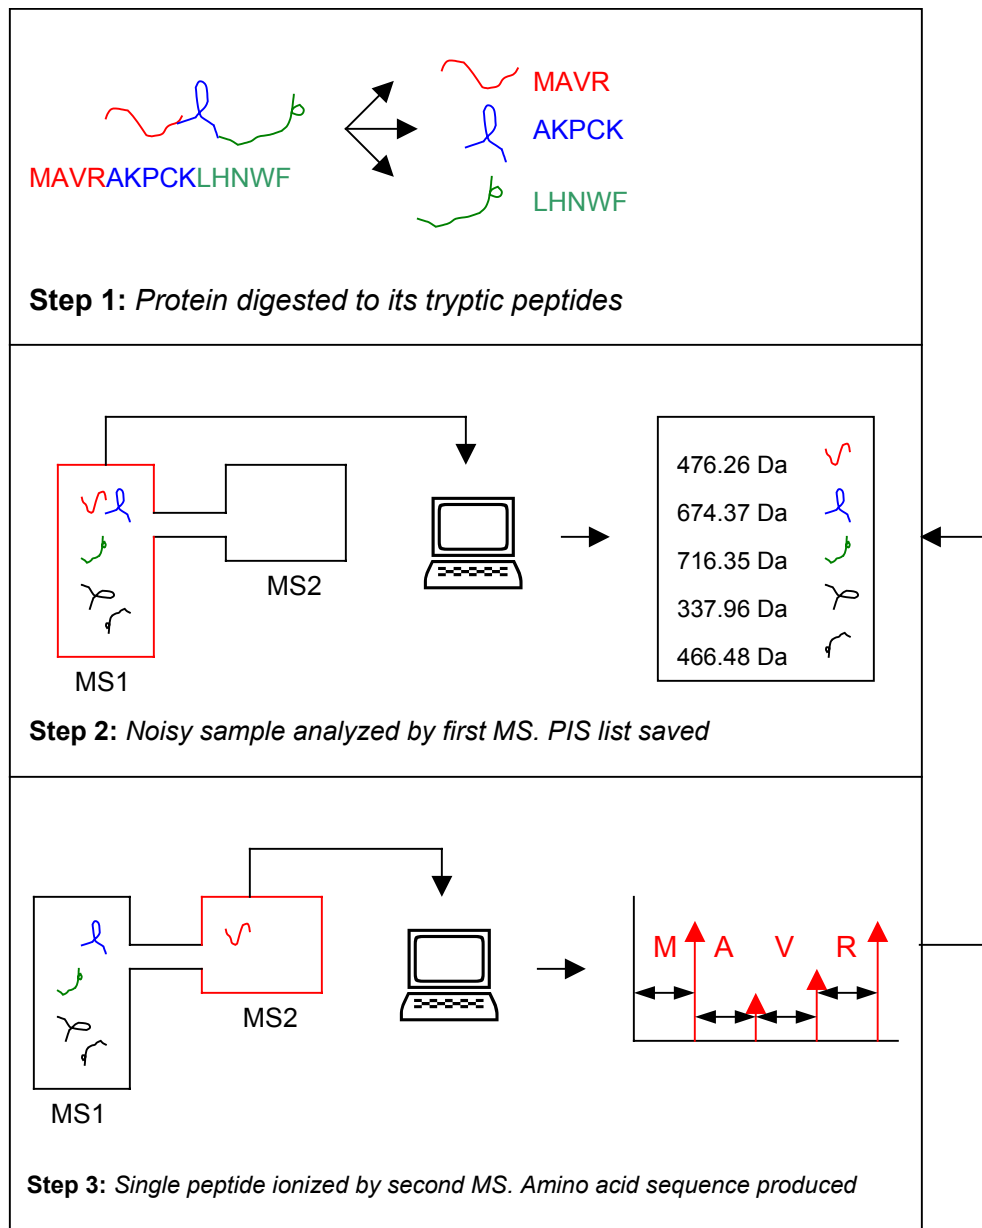 MAVR
AKPCK
MAVRAKPCKLHNWF
LHNWF
Step 1: Protein digested to its tryptic peptides
476.26 Da
674.37 Da
716.35 Da
337.96 Da
466.48 Da
MS2
MS1
Step 2: Noisy sample analyzed by first MS. PIS list saved
M A V R
MS2
MS1
Step 3: Single peptide ionized by second MS. Amino acid sequence produced